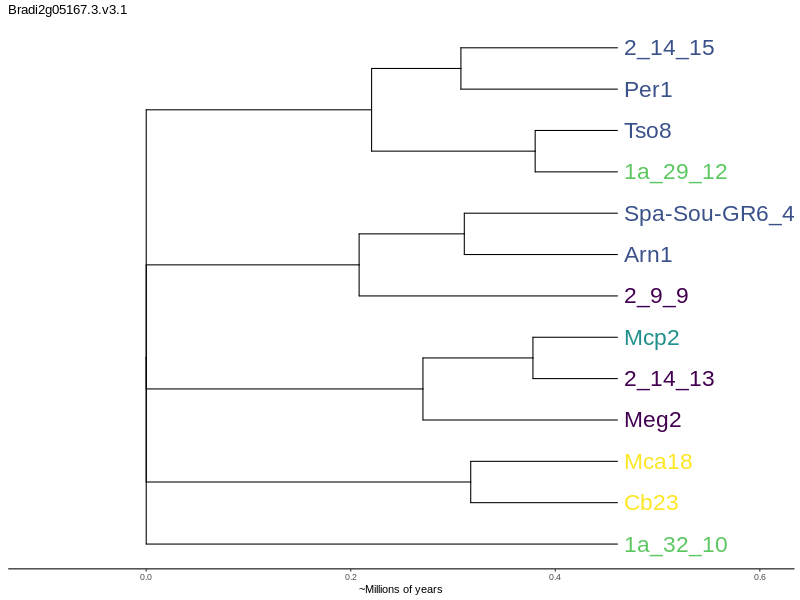 Bradi2g05167.3.v3.1
2_14_15
Per1
Tso8
1a_29_12
Spa-Sou-GR6_4
Arn1
2_9_9
Mcp2
2_14_13
Meg2
Mca18
Cb23
1a_32_10
0.0 0.2 0.4 0.6
~Millions of years